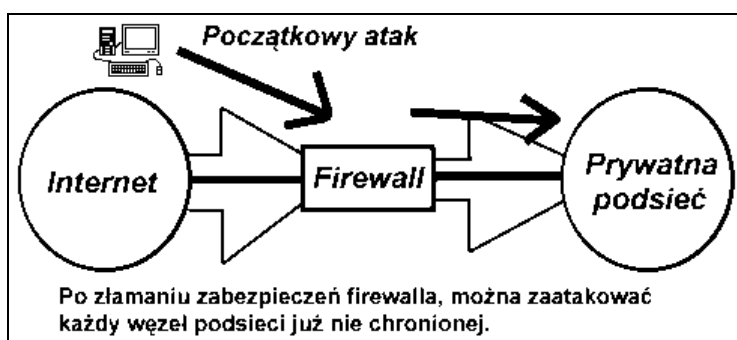 Początkowy atak
Internet
Firewall
Prywatna
podsieć
Po złamaniu zabezpieczeń firewalla, można zaatakować
każdy węzeł podsieci już nie chronionej.